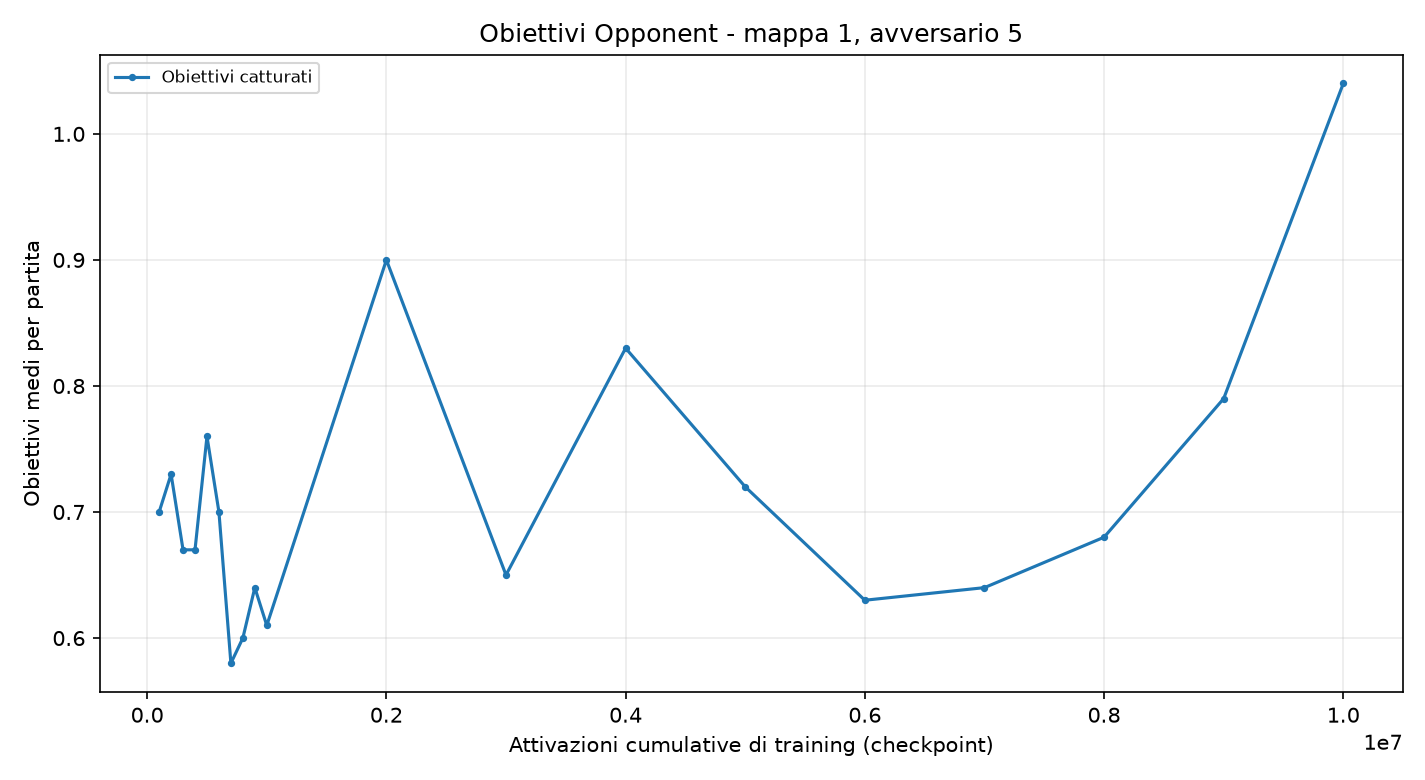 Obiettivi Opponent - mappa 1, avversario 5
Obiettivi catturati
Obiettivi medi per partita
1.0
0.9
0.8
0.7
0.6
0.0 0.2 0.4 0.6 0.8 1.0
1e7
Attivazioni cumulative di training (checkpoint)